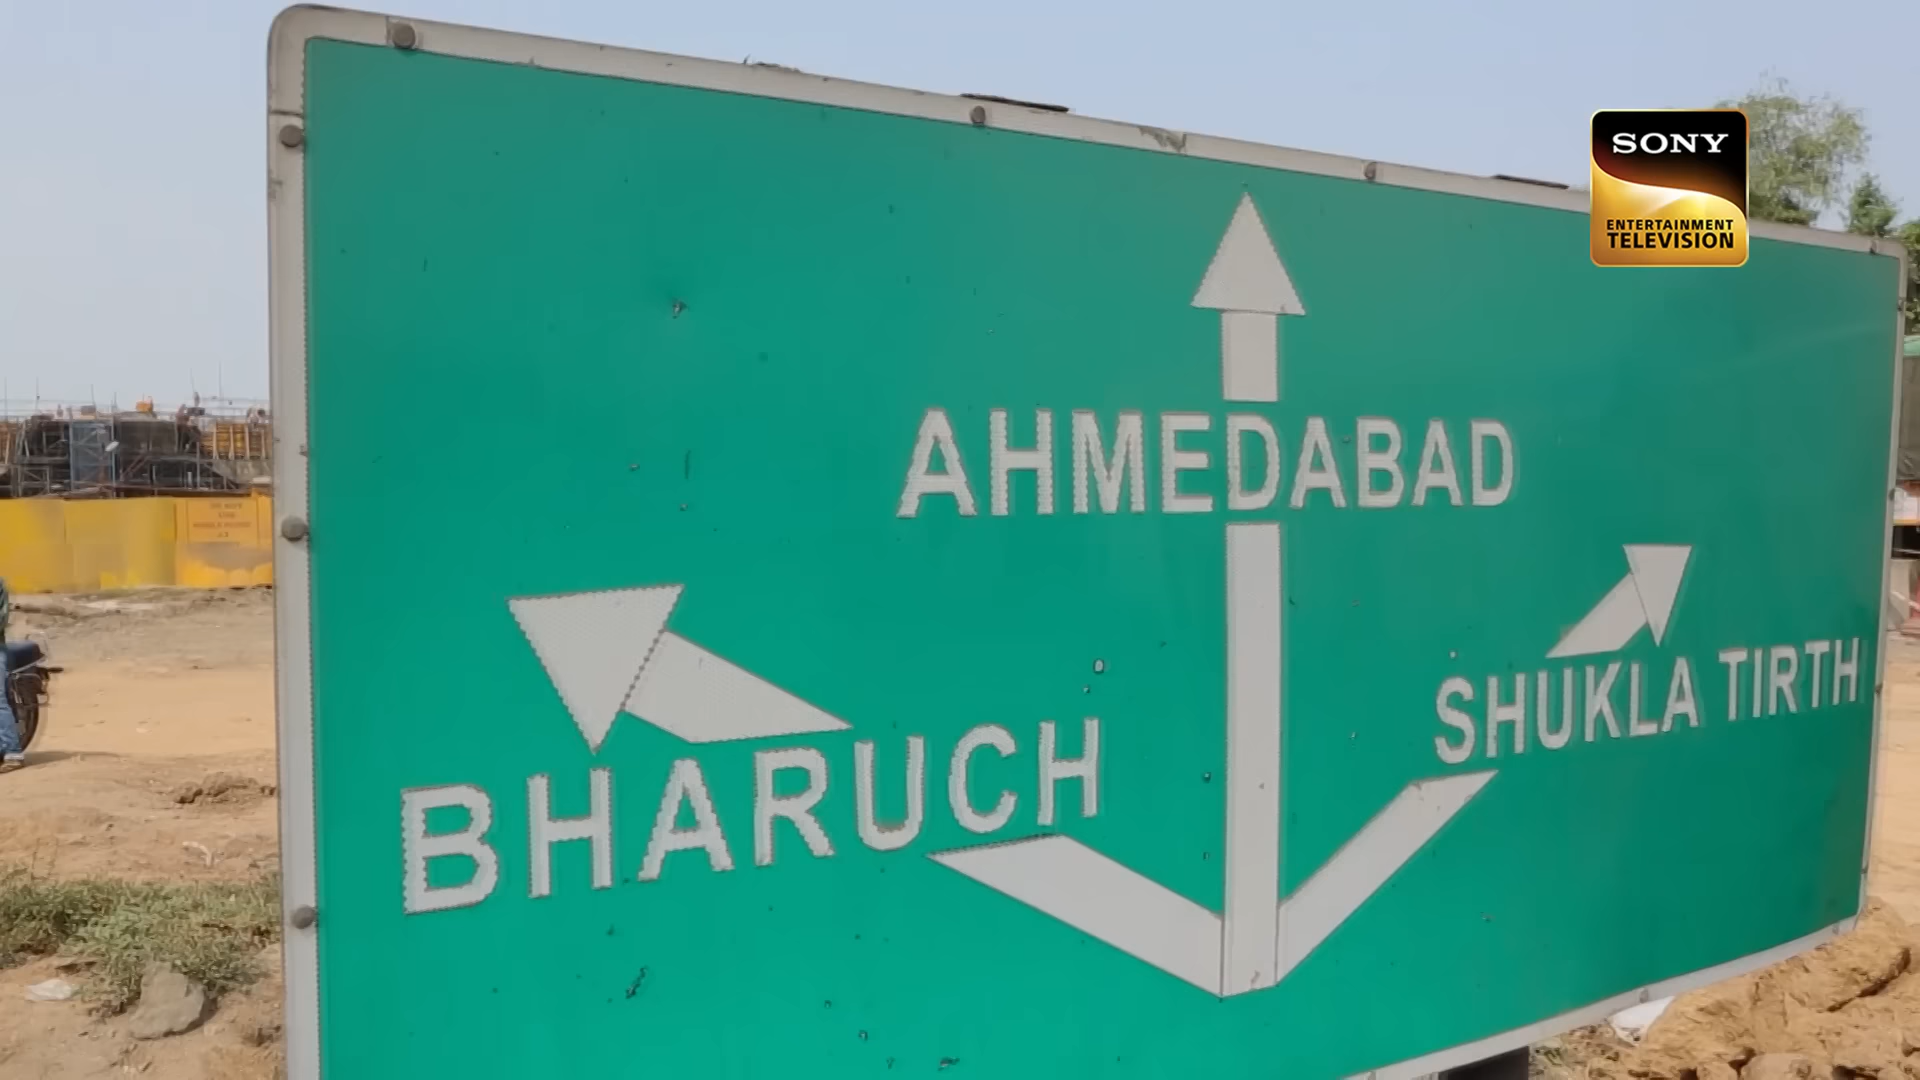 SONY
ENTERTAINMENT
TELEVISION
AHMEDABAD
SHUKLA TIRTH
BHARUCH